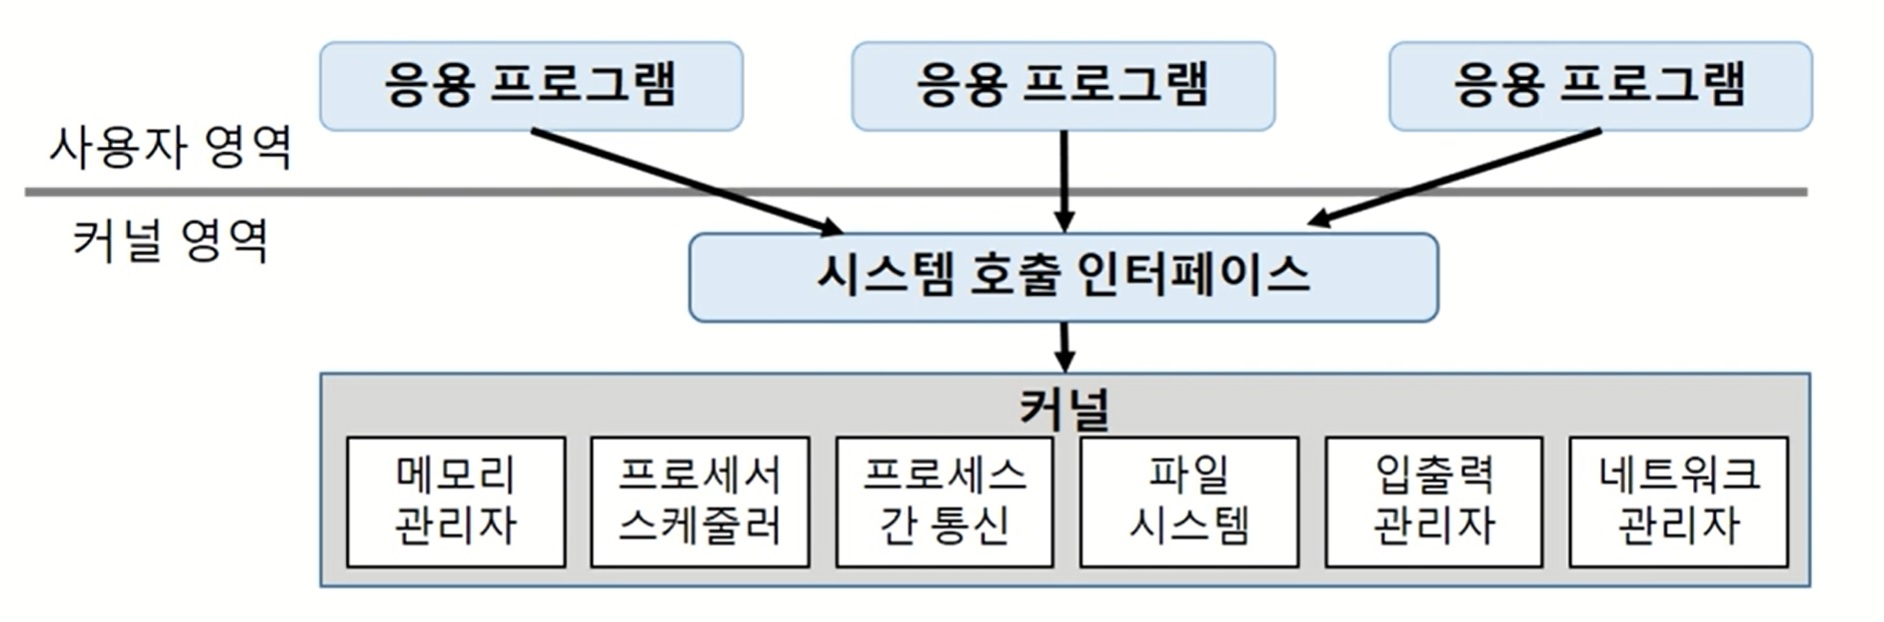 응용 프로그램
응용 프로그램
응용 프로그램
사용자 영역
커널 영역
시스템 호출 인터페이스
커널
메모리
관리자
프로세서
스케줄러
프로세스
간 통신
파일
시스템
입출력
관리자
네트워크
관리자